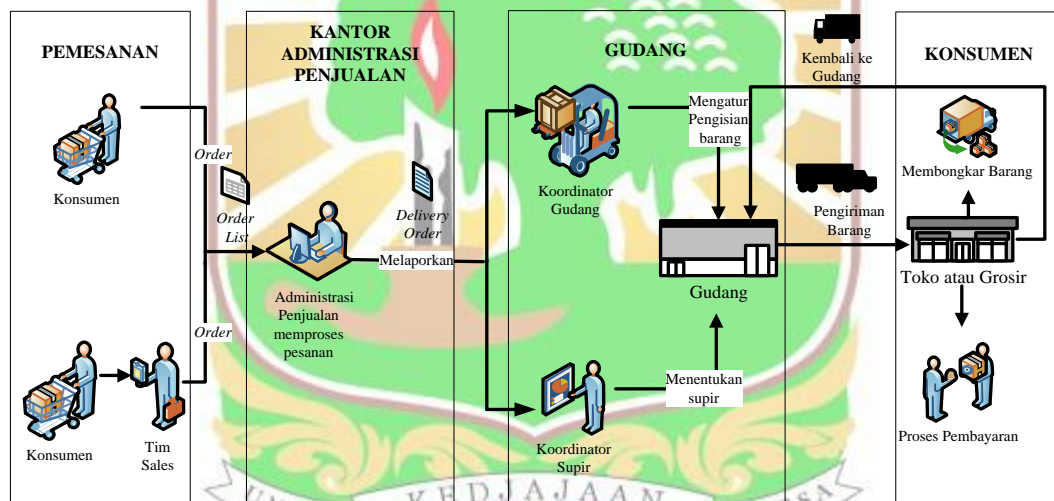 PEMESANAN
Konsumen
Order
Order
List
Order
Konsumen
Tim
Sales
KANTOR
ADMINISTRASI
PENJUALAN
Administrasi
Penjualan
memproses
pesanan
Delivery
Order
Melaporkan
GUDANG
Koordinator
Gudang
Mengatur
Pengisian
barang
Gudang
Menentukan
supir
Koordinator
Supir
Kembali ke
Gudang
Pengiriman
Barang
KONSUMEN
Membongkar Barang
Toko atau Grosir
Proses Pembayaran
KEDJAJAAN